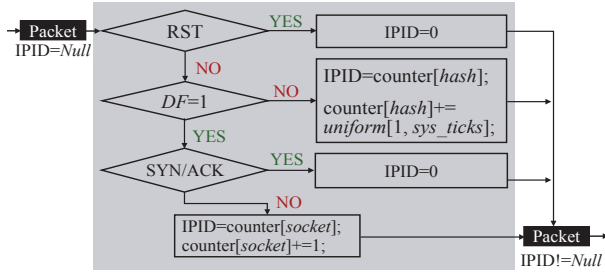 Packet
IPID=Null
RST
YES
IPID=0
NO
DF=1
NO
IPID=counter[hash];
counter[hash]+=
uniform[1, sys_ticks];
YES
SYN/ACK
YES
IPID=0
NO
IPID=counter[socket];
counter[socket]+=1;
Packet
IPID!=Null